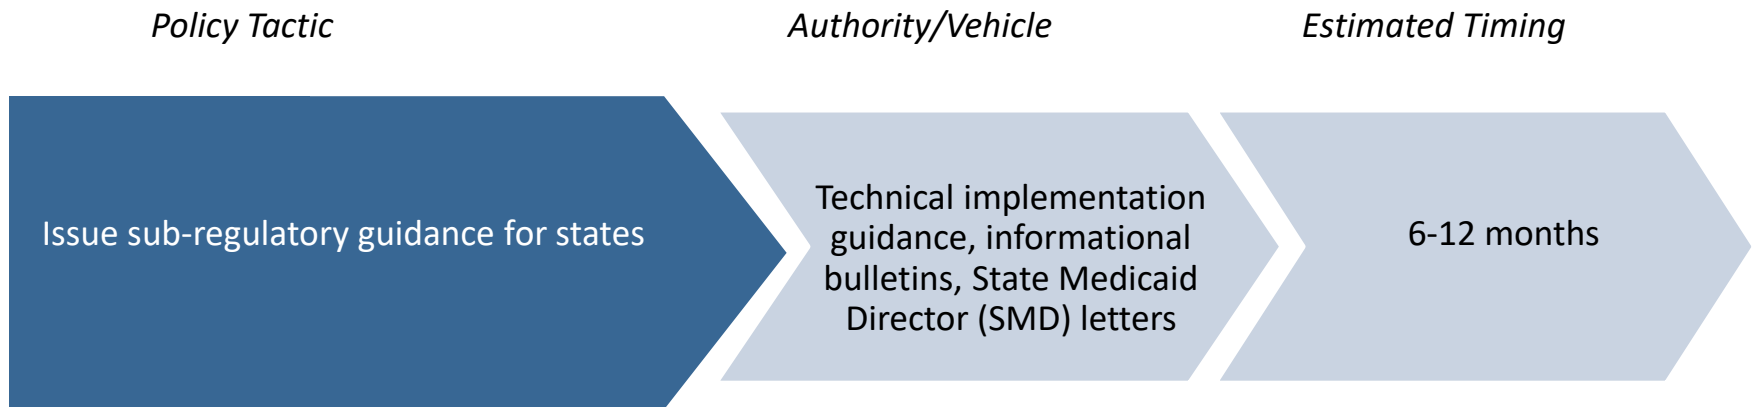 Policy Tactic
Authority/Vehicle
Estimated Timing
Issue sub-regulatory guidance for states
Technical implementation
guidance, informational
bulletins, State Medicaid
Director (SMD) letters
6-12 months